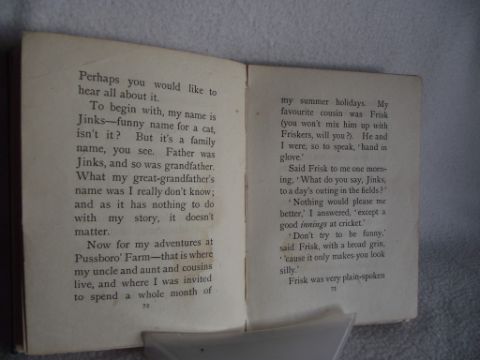 Perhaps you would like to
hear all about it.
To begin with, my name is
Jinks—funny name for a cat,
isn't it? But it's a family
name, you see. Father was
Jinks, and so was grandfather.
What my great-grandfather's
name was I really don't know;
and as it has nothing to do
with my story, it doesn't
matter.
Now for my adventures at
Pussboro' Farm—that is where
my uncle and aunt and cousins
live, and where I was invited
to spend a whole month of
my summer holidays. My
favourite cousin was Frisk
(you won't mix him up with
Friskers, will you?). He and
I were, so to speak, 'hand in
glove.'
Said Frisk to me one morn-
ing, 'What do you say, Jinks,
to a day's outing in the fields?'
'Nothing would please me
better,' I answered, 'except a
good innings at cricket.'
'Don't try to be funny,'
said Frisk, with a broad grin,
'’cause it only makes you look
silly.'
Frisk was very plain-spoken